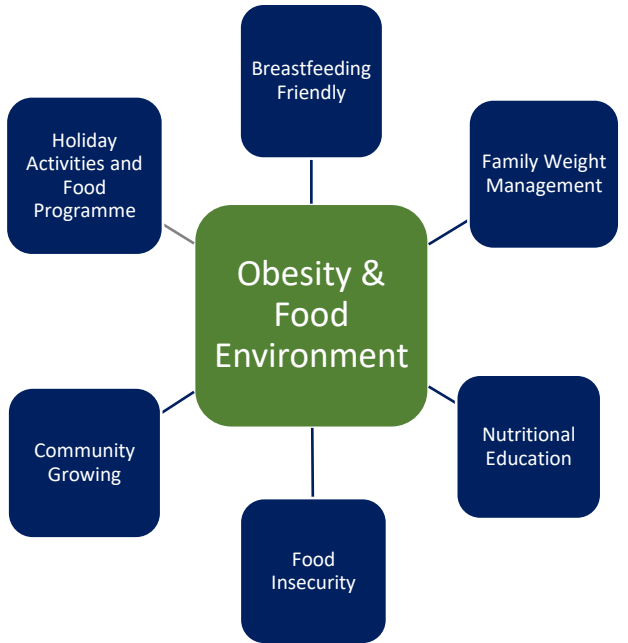 Breastfeeding
Friendly
Holiday
Activities and
Food
Programme
Family Weight
Management
Obesity &
Food
Environment
Community
Growing
Nutritional
Education
Food
Insecurity